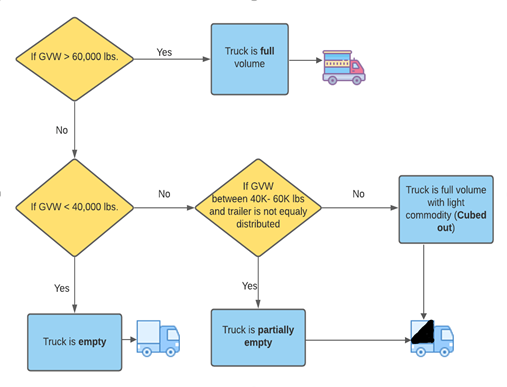 If GVW > 60,000 lbs.
Yes
Truck is full
volume
No
If GVW < 40,000 lbs.
No
If GVW
between 40K- 60K lbs
and trailer is not equaly
distributed
No
Truck is full volume
with light
commodity (Cubed
out)
Yes
Truck is empty
Yes
Truck is partially
empty